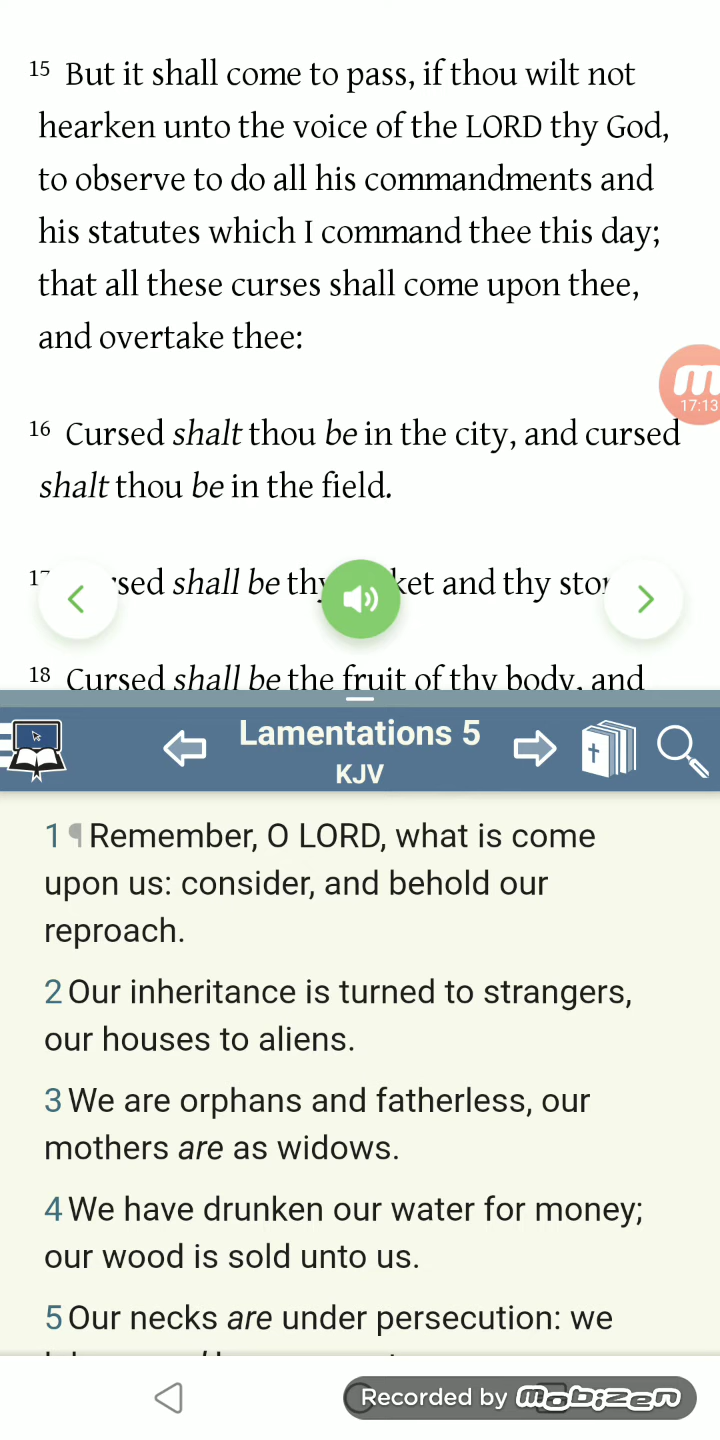 15 But it shall come to pass, if thou wilt not
hearken unto the voice of the LORD thy God,
to observe to do all his commandments and
his statutes which I command thee this day;
that all these curses shall come upon thee,
and overtake thee:
17:13
16 Cursed shalt thou be in the city, and cursed
shalt thou be in the field.
shall be and thy
18 Cursed shall be the fruit of thy body, and
Lamentations 5
KJV
1 ¶ Remember, O LORD, what is come
upon us: consider, and behold our
reproach.
2 Our inheritance is turned to strangers,
our houses to aliens.
3 We are orphans and fatherless, our
mothers are as widows.
4 We have drunken our water for money;
our wood is sold unto us.
5 Our necks are under persecution: we
Recorded by mobizen